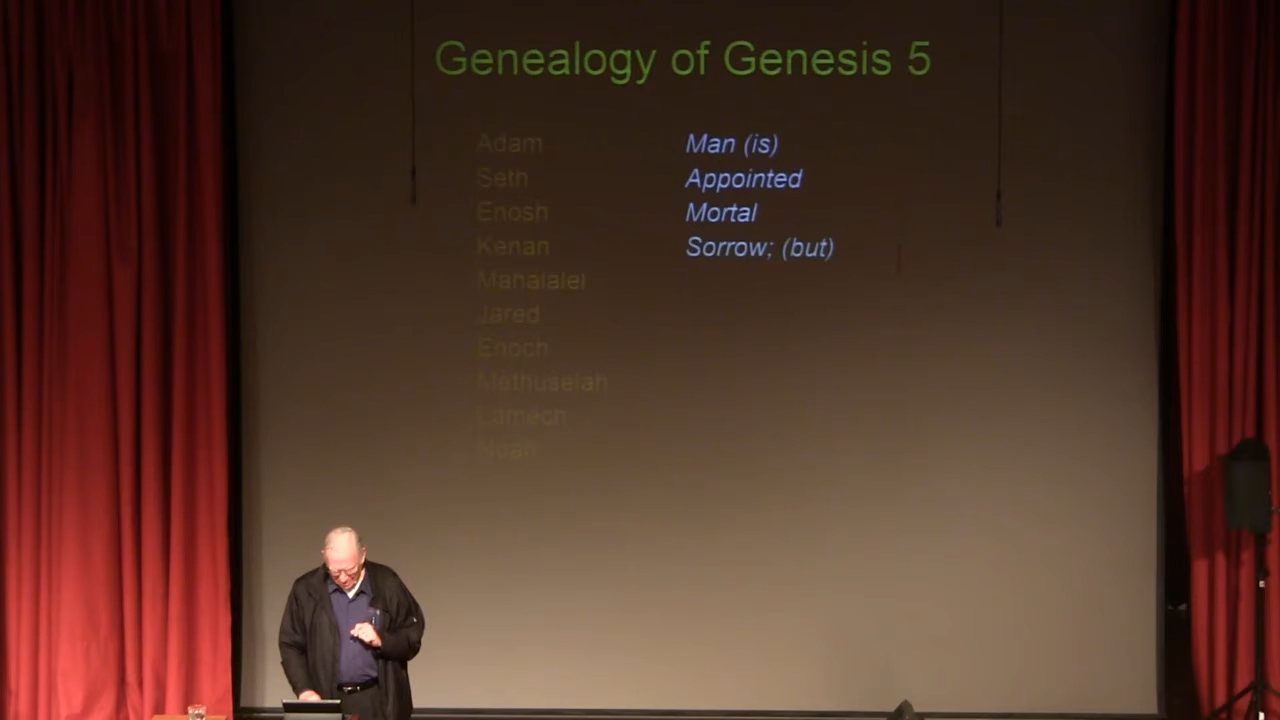 Genealogy of Genesis 5
Adam Man (is)
Seth Appointed
Enosh Mortal
Kenan Sorrow; (but)
Mahalalel
Jared
Enoch
Methuselah
Lamech
Noah